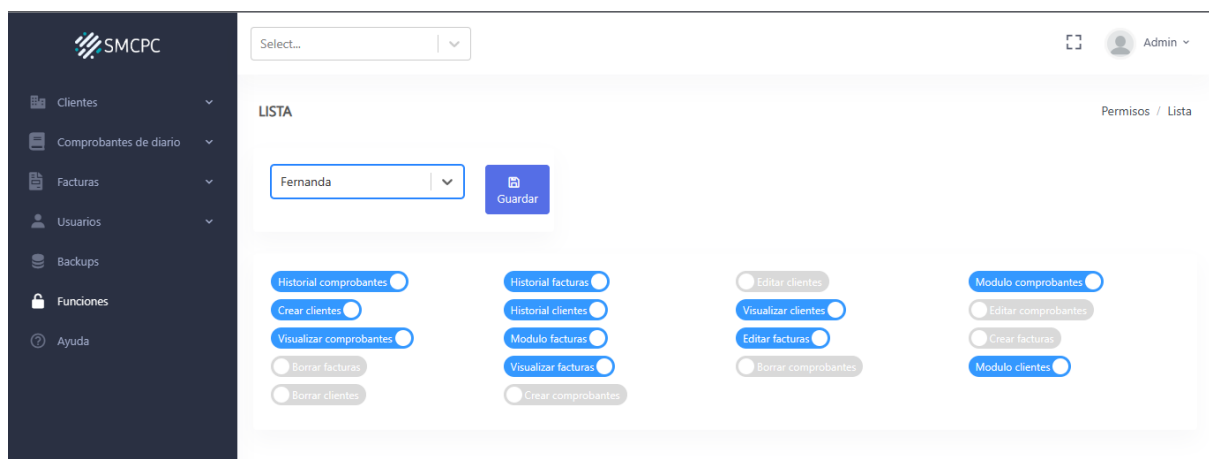 SMCPC
Select...
Admin
Clientes
Comprobantes de diario
Facturas
Usuarios
Backups
Funciones
Ayuda
LISTA
Permisos / Lista
Fernanda
Guardar
Historial comprobantes
Historial facturas
Editar clientes
Modulo comprobantes
Crear clientes
Historial clientes
Visualizar clientes
Editar comprobantes
Visualizar comprobantes
Modulo facturas
Editar facturas
Crear facturas
Borrar facturas
Visualizar facturas
Borrar comprobantes
Modulo clientes
Borrar clientes
Crear comprobantes